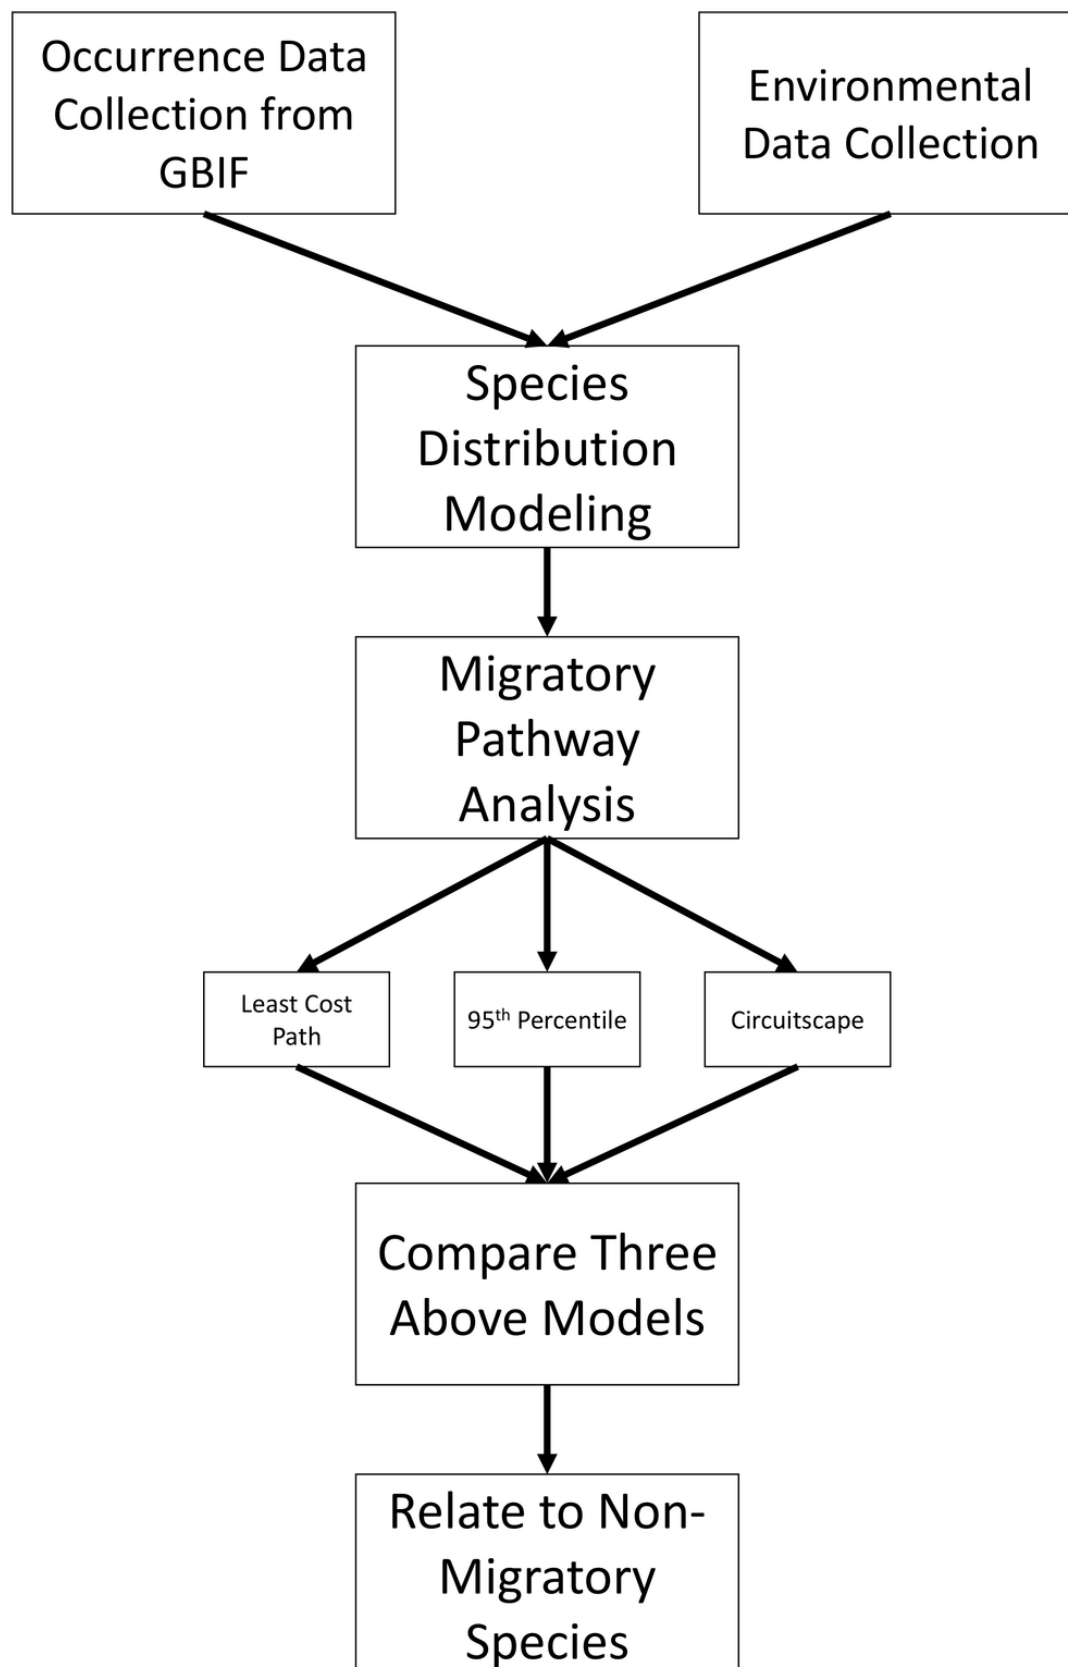 Occurrence Data
Collection from
GBIF
Environmental
Data Collection
Species
Distribution
Modeling
Migratory
Pathway
Analysis
Least Cost
Path
95th Percentile
Circuitscape
Compare Three
Above Models
Relate to Non-
Migratory
Species